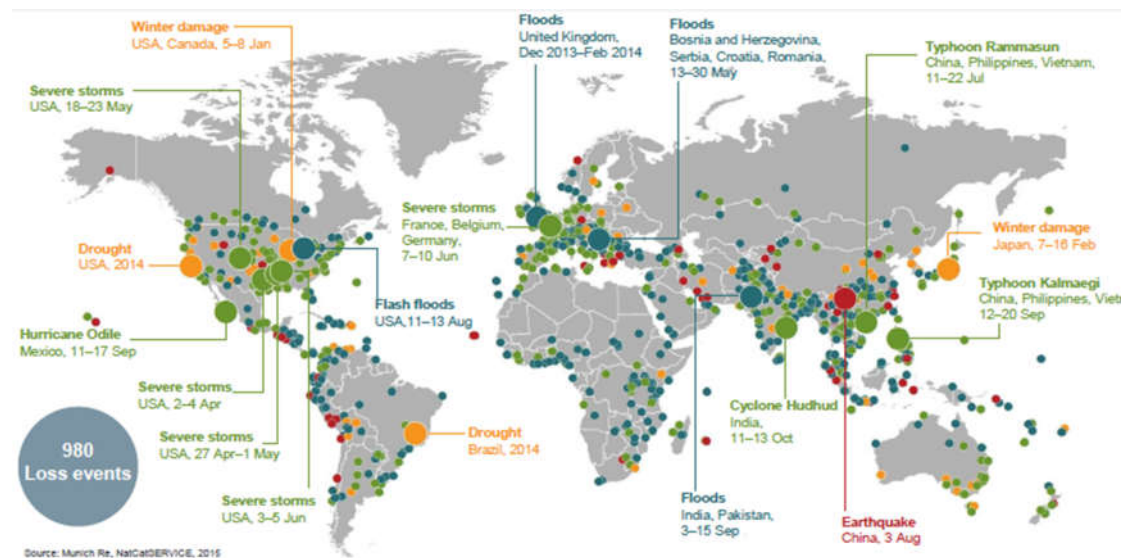 Winter damage
USA, Canada, 5–8 Jan
Floods
United Kingdom,
Dec 2013–Feb 2014
Floods
Bosnia and Herzegovina,
Serbia, Croatia, Romania,
13–30 May
Typhoon Rammasun
China, Philippines, Vietnam,
11–22 Jul
Severe storms
USA, 18–23 May
Severe storms
France, Belgium,
Germany,
7–10 Jun
Winter damage
Japan, 7–16 Feb
Drought
USA, 2014
Flash floods
USA, 11–13 Aug
Typhoon Kalmaegi
China, Philippines, Vietn
12–20 Sep
Hurricane Odile
Mexico, 11–17 Sep
Severe storms
USA, 2–4 Apr
Severe storms
USA, 27 Apr–1 May
Severe storms
USA, 3–5 Jun
Drought
Brazil, 2014
Cyclone Hudhud
India,
11–13 Oct
Floods
India, Pakistan,
3–15 Sep
Earthquake
China, 3 Aug
980
Loss events
Source: Munich Re, NatCatSERVICE, 2015